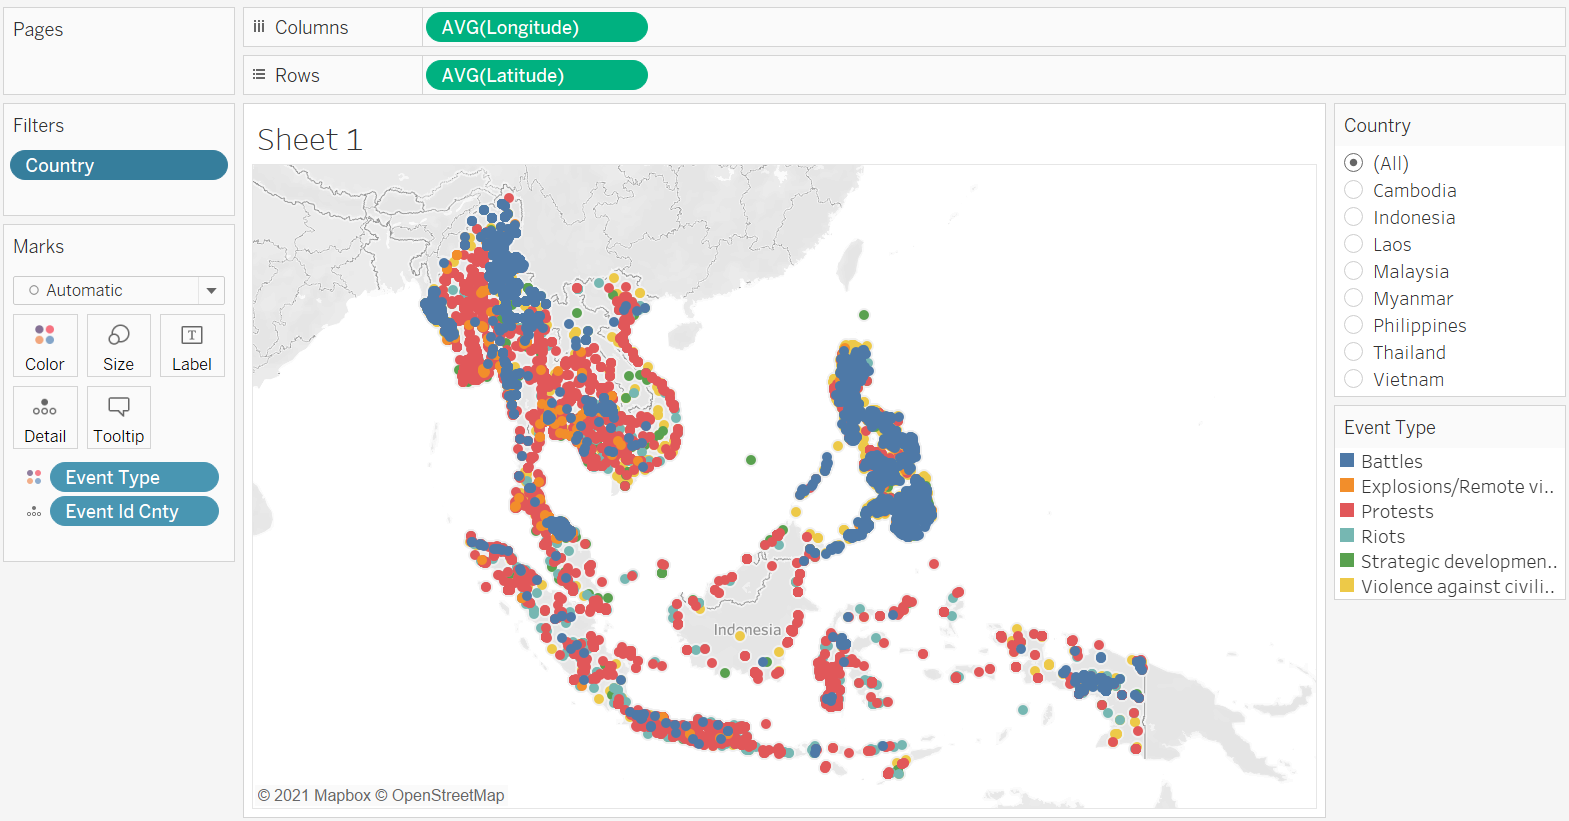 Pages
Columns
AVG(Longitude)
Rows
AVG(Latitude)
Filters
Country
Marks
Automatic
Color
Size
T
Label
Detail
Tooltip
Event Type
Event Id Cnty
Sheet 1
Indonesia
© 2021 Mapbox © OpenStreetMap
Country
(All)
Cambodia
Indonesia
Laos
Malaysia
Myanmar
Philippines
Thailand
Vietnam
Event Type
Battles
Explosions/Remote vi..
Protests
Riots
Strategic developmen..
Violence against civili..